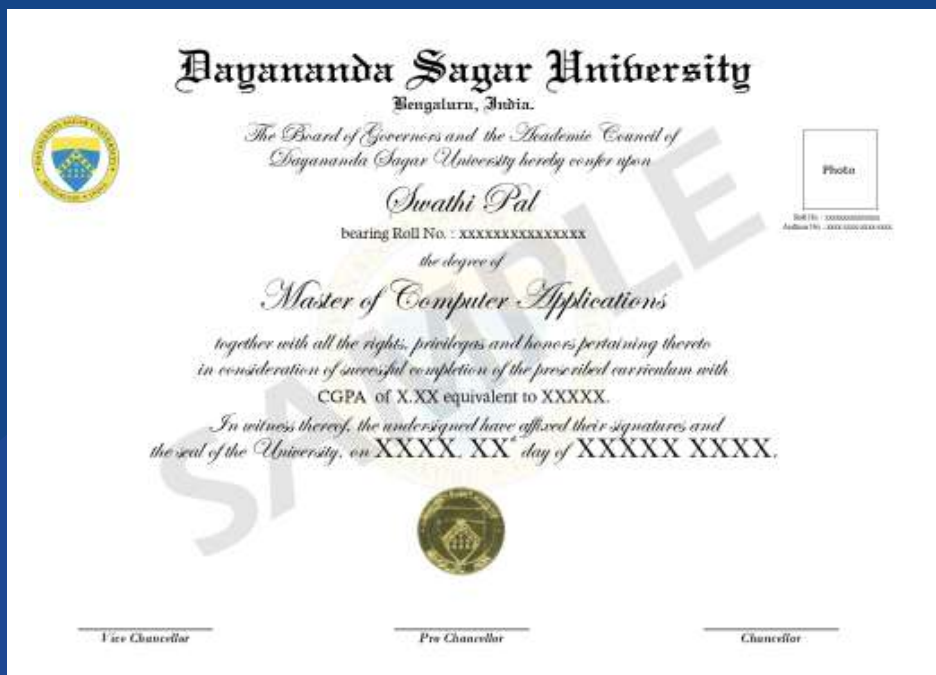 Dayananda Sagar University
Bengaluru, India.
The Board of Governors and the Academic Council of
Dayananda Sagar University hereby confer upon
Photo
Swathi Pal
Roll No. :
bearing Roll No. : xxxxxxxxxxxxxxx
the degree of
Master of Computer Applications
together with all the rights, privilegas and honors pertaining thereto
in consideration of successful completion of the prescribed curriculum with
CGPA of X.XX equivalent to XXXXX.
In witness thereof, the undersigned have affixed their signatures and
the seal of the University, on XXXX XX th day of XXXXX XXXX.
SAMPLE
Vice Chancellor
Pro Chancellor
Chancellor